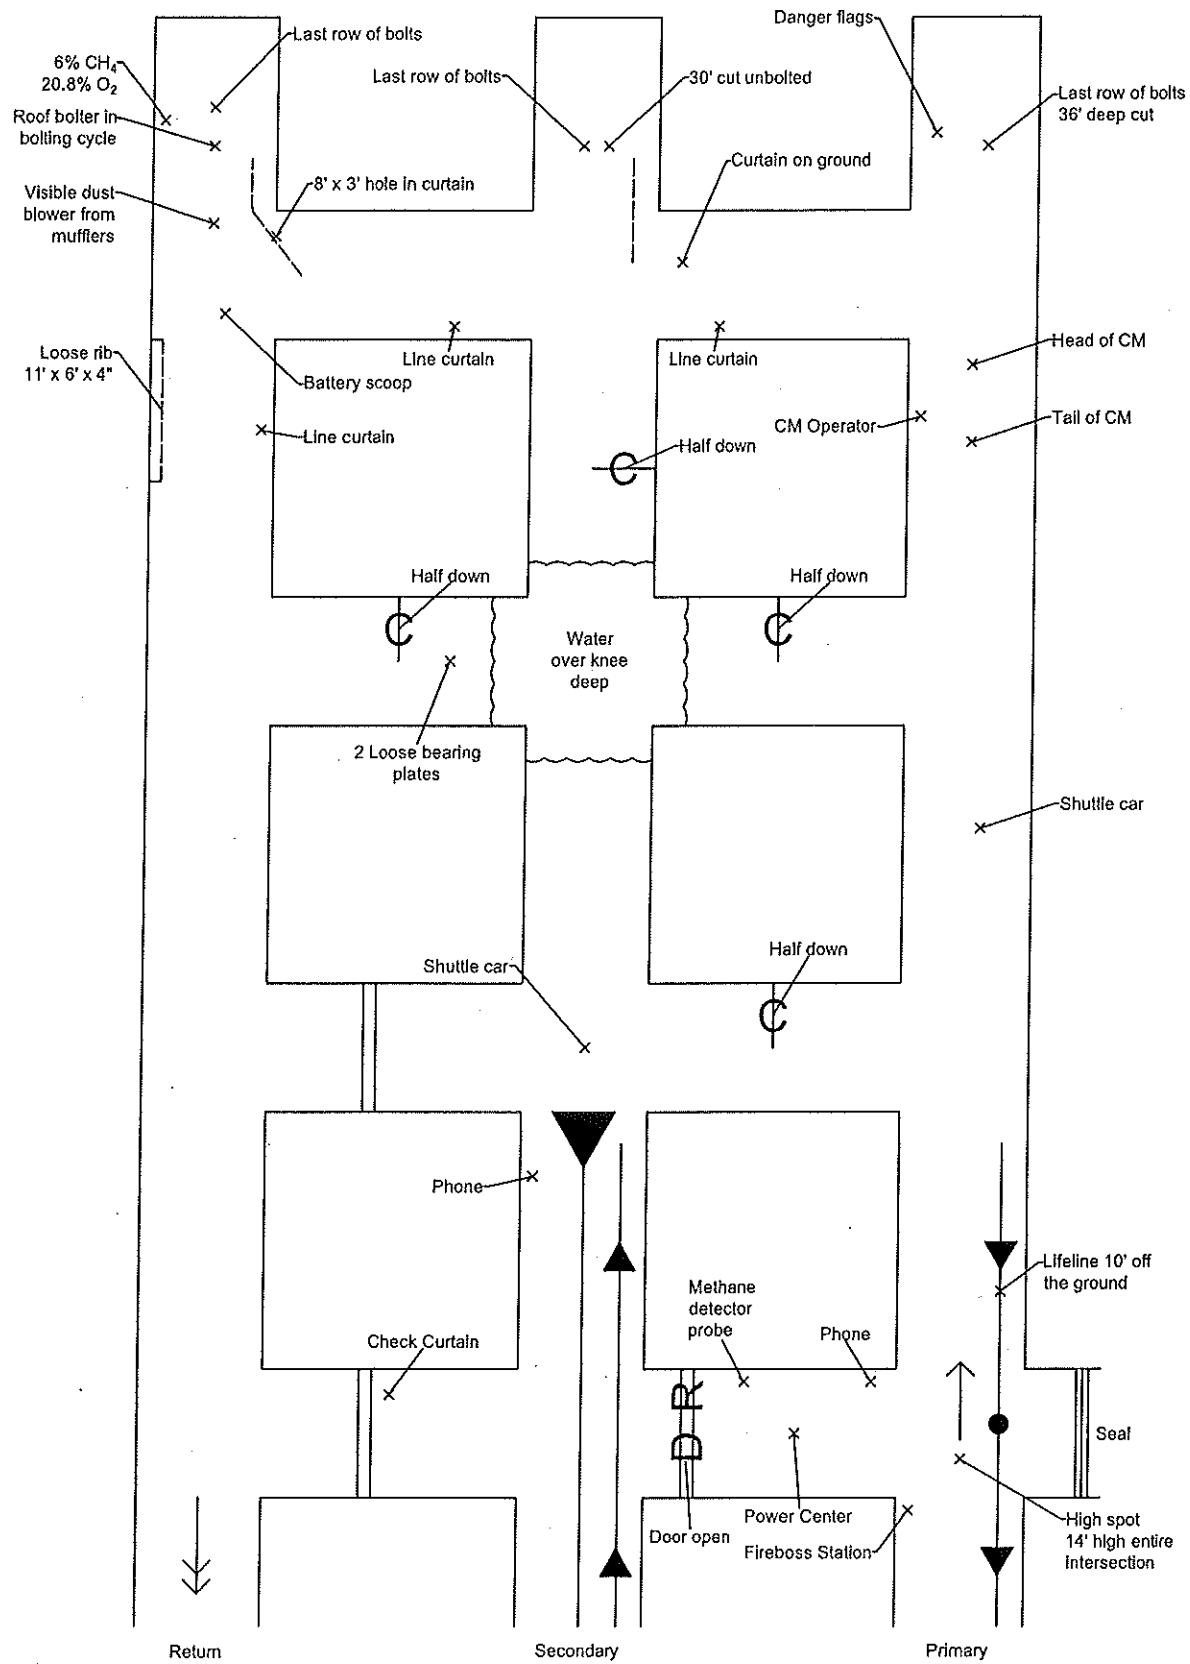 Last row of bolts
6% CH₄
20.8% O₂
Roof bolter in
bolting cycle
Visible dust
blower from
mufflers
8' x 3' hole in curtain
Last row of bolts
30' cut unbolted
Danger flags
Last row of bolts
36' deep cut
Curtain on ground
Loose rib
11' x 6' x 4"
Line curtain
Battery scoop
Line curtain
Line curtain
Head of CM
CM Operator
Tail of CM
Half down
C
Half down
C
Half down
C
Water
over knee
deep
2 Loose bearing
plates
Shuttle car
Shuttle car
Half down
C
Phone
Lifeline 10' off
the ground
Methane
detector
probe
Phone
Check Curtain
D R
Seal
Door open
Power Center
Fireboss Station
High spot
14' high entire
intersection
Return
Secondary
Primary